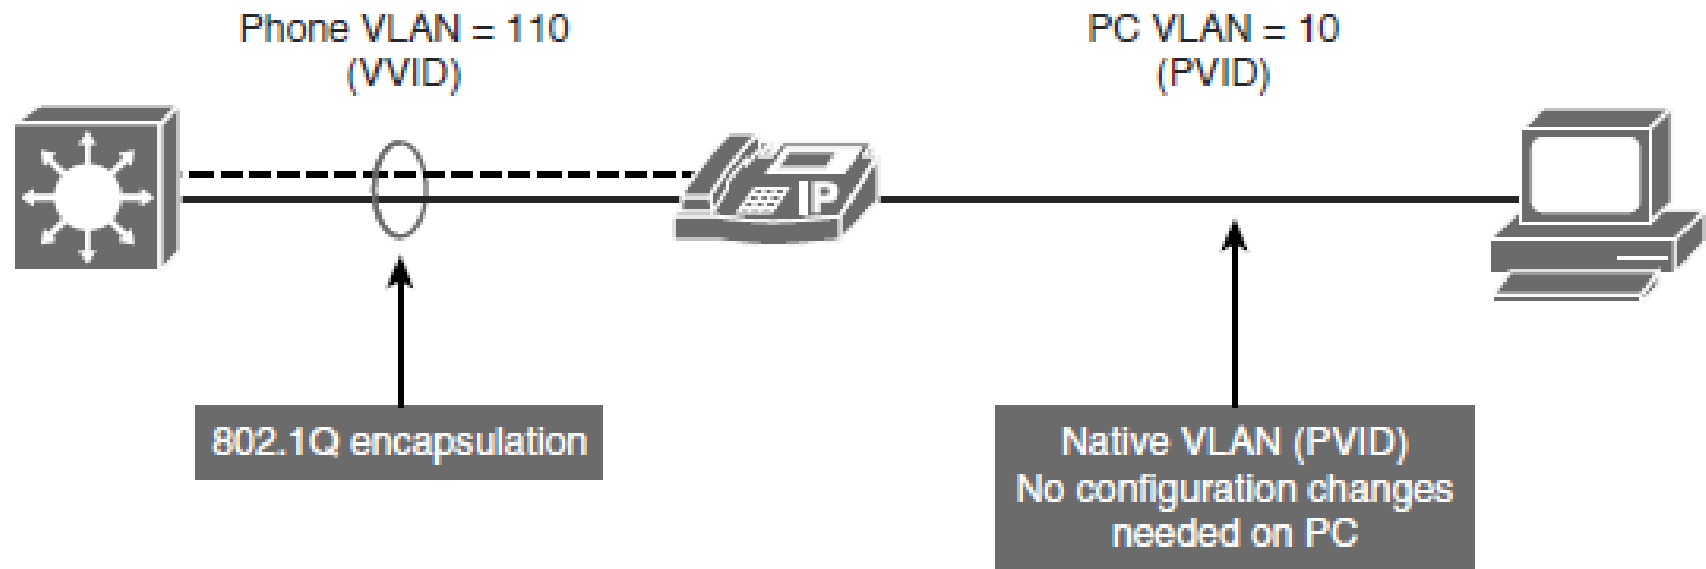 Phone VLAN = 110
(VVID)
PC VLAN = 10
(PVID)
IP
802.1Q encapsulation
Native VLAN (PVID)
No configuration changes
needed on PC